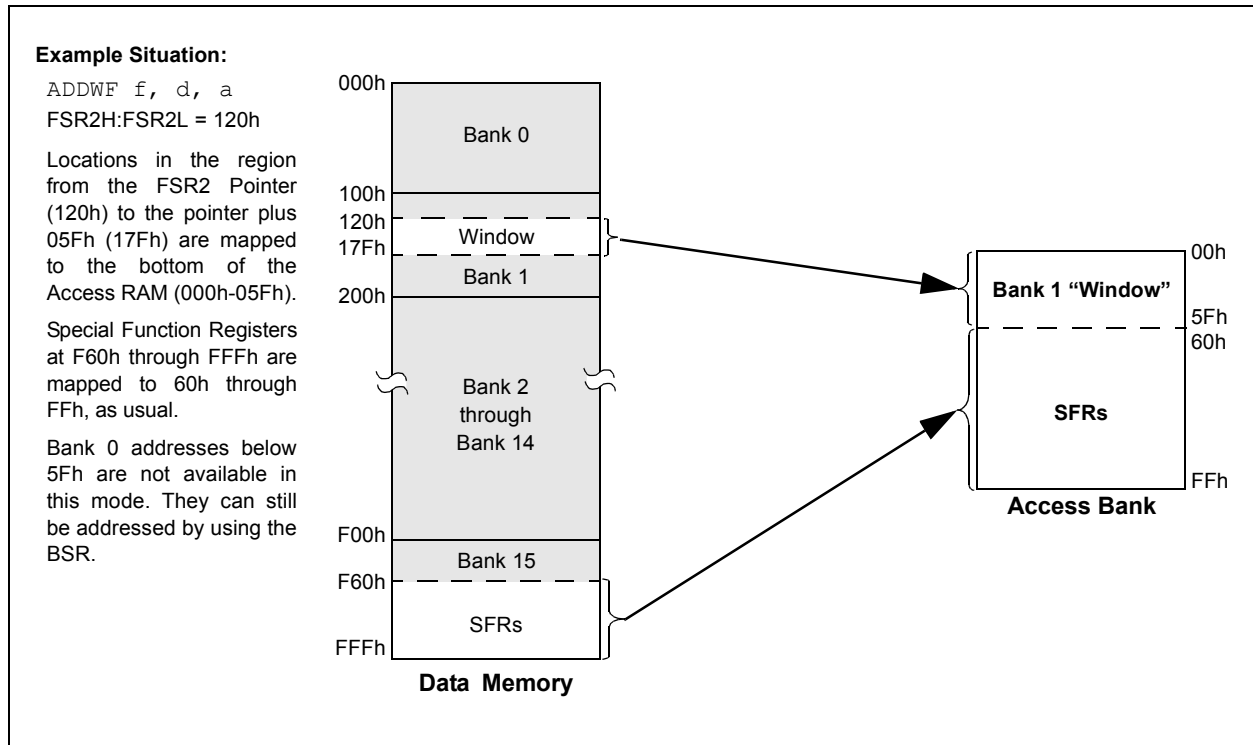 Example Situation:
ADDWF f, d, a
FSR2H:FSR2L = 120h
Locations in the region
from the FSR2 Pointer
(120h) to the pointer plus
05Fh (17Fh) are mapped
to the bottom of the
Access RAM (000h-05Fh).
Special Function Registers
at F60h through FFFh are
mapped to 60h through
FFh, as usual.
Bank 0 addresses below
5Fh are not available in
this mode. They can still
be addressed by using the
BSR.
000h
Bank 0
100h
120h
Window
17Fh
Bank 1
200h
Bank 2
through
Bank 14
F00h
Bank 15
F60h
SFRs
FFFh
Data Memory
00h
Bank 1 “Window”
5Fh
60h
SFRs
FFh
Access Bank